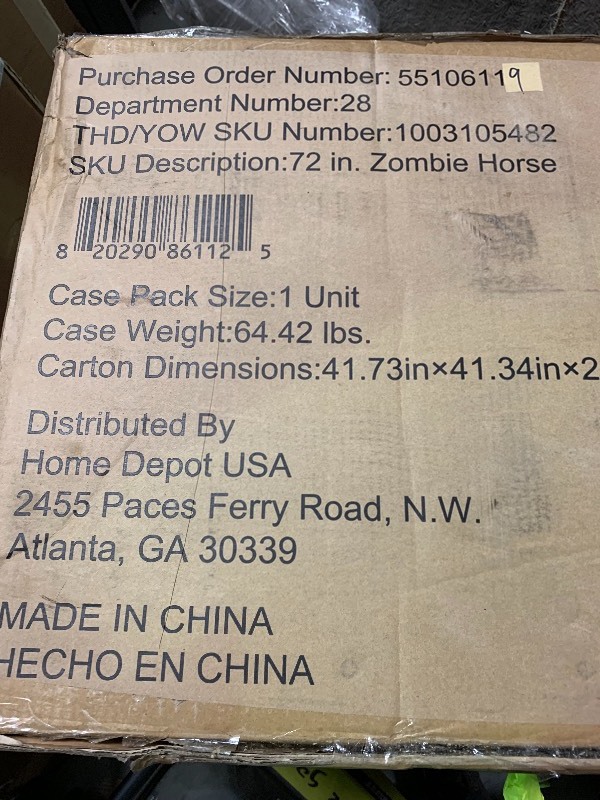 Purchase Order Number: 55106119
Department Number:28
THD/YOW SKU Number:1003105482
SKU Description:72 in. Zombie Horse
8 20290 86112 5
Case Pack Size:1 Unit
Case Weight:64.42 lbs.
Carton Dimensions:41.73in×41.34in×2
Distributed By
Home Depot USA
2455 Paces Ferry Road, N.W.
Atlanta, GA 30339
MADE IN CHINA
HECHO EN CHINA